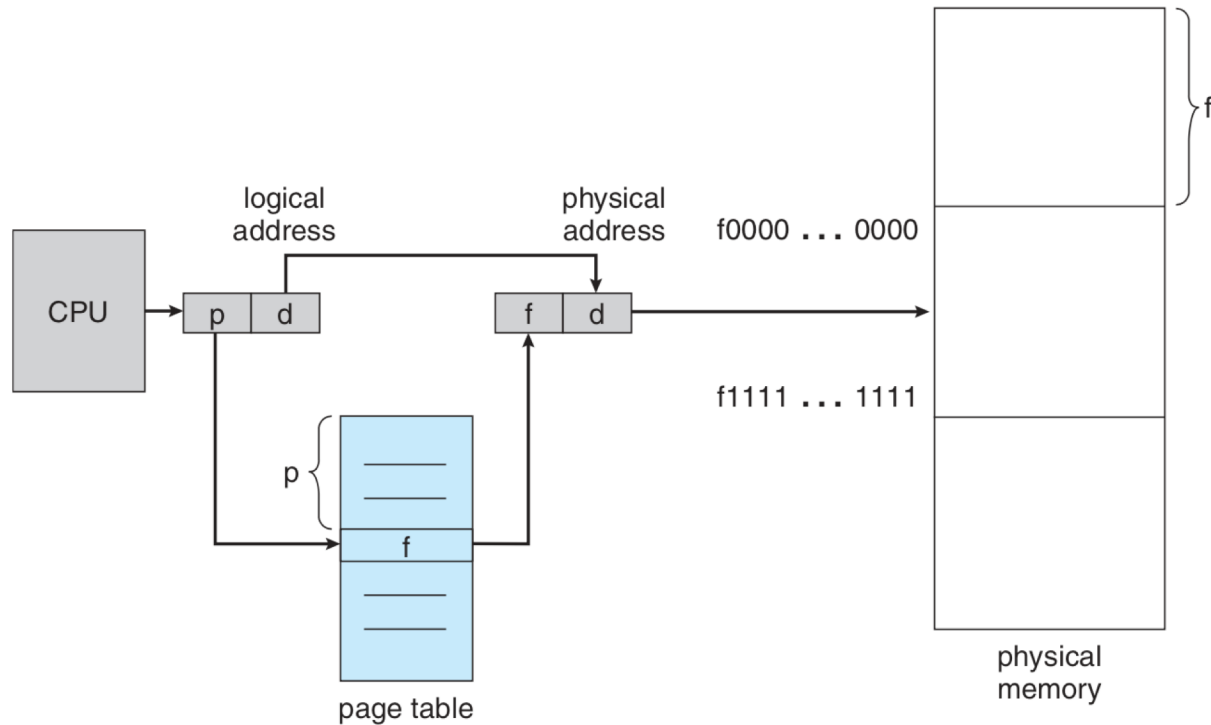 f
logical
address
physical
address
f0000 ... 0000
CPU
p
d
f
d
f1111 ... 1111
p
f
page table
physical
memory